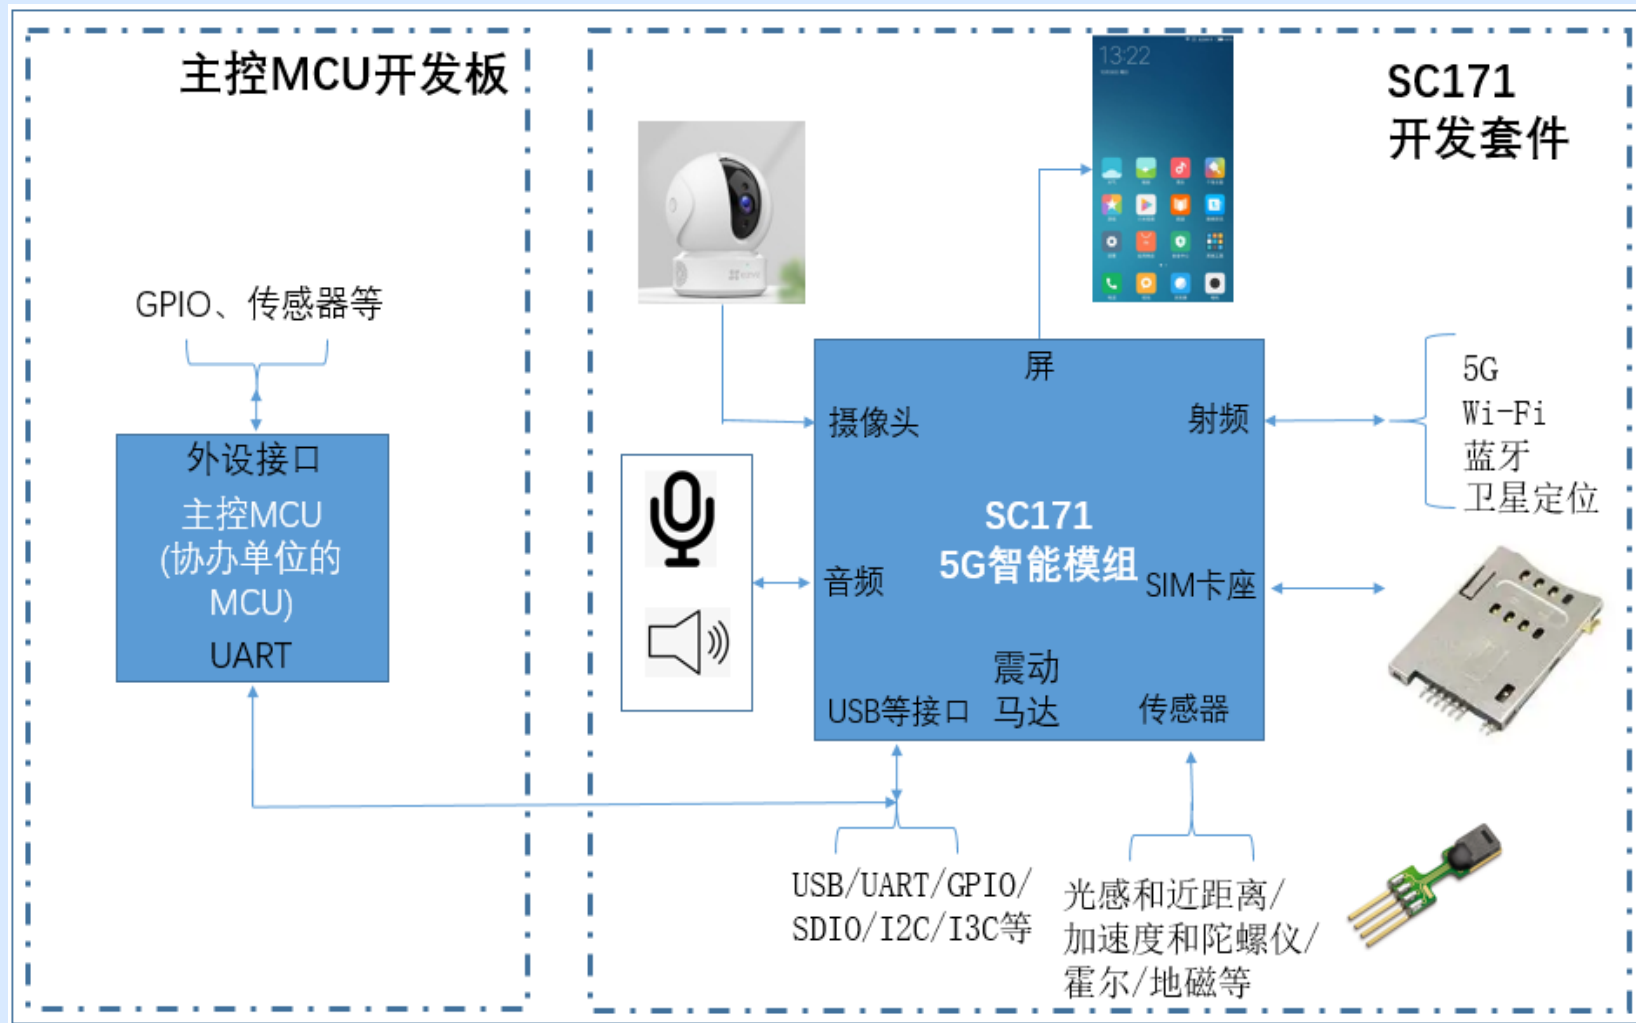 主控MCU开发板
GPIO、传感器等
外设接口
主控MCU
(协办单位的
MCU)
UART
SC171
开发套件
13:22
屏
摄像头
射频
5G
Wi-Fi
蓝牙
卫星定位
SC171
5G智能模组
音频
SIM卡座
震动
马达
USB等接口
传感器
USB/UART/GPIO/
SDIO/I2C/I3C等
光感和近距离/
加速度和陀螺仪/
霍尔/地磁等